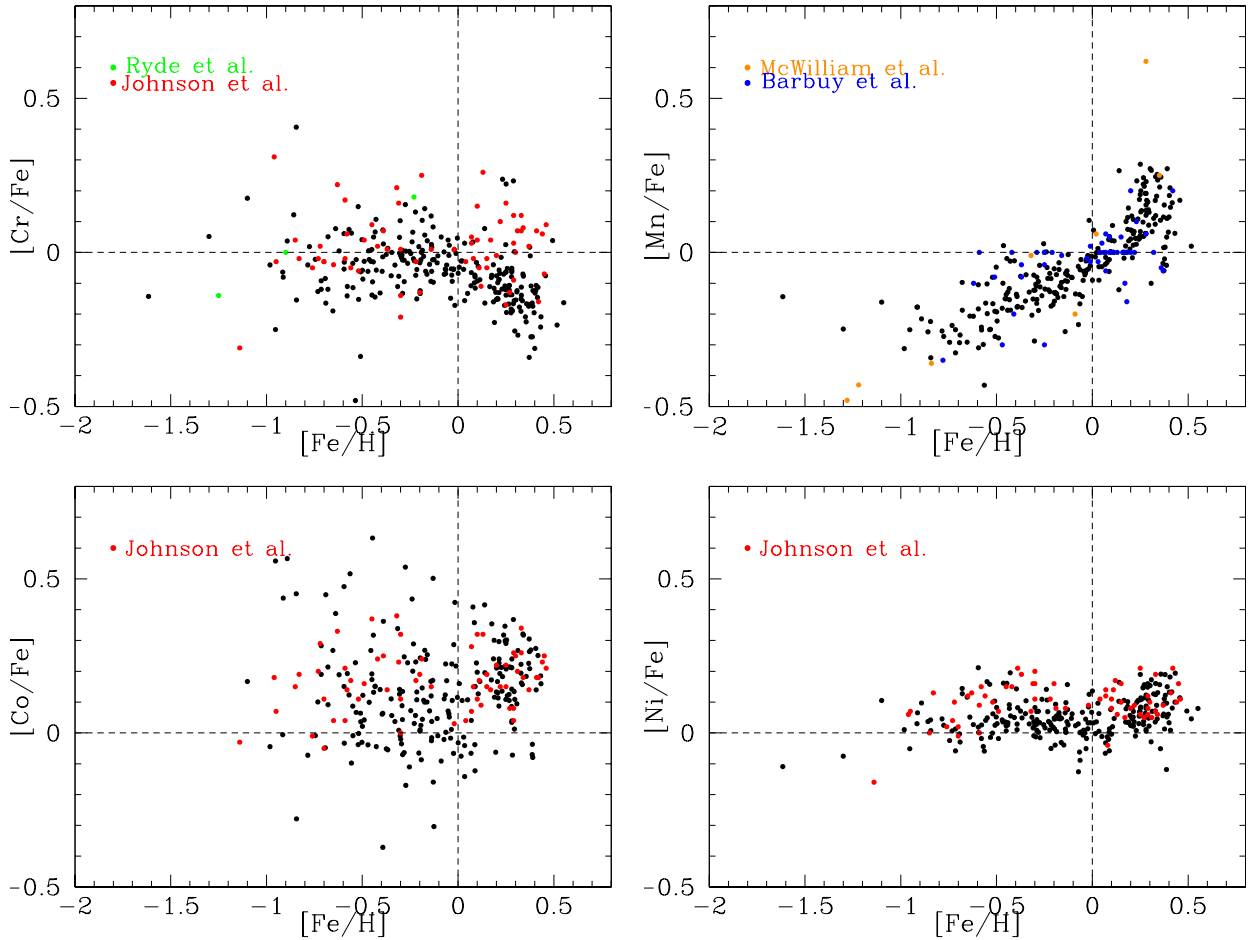 Ryde et al.
Johnson et al.
0.5
0
-0.5
[Cr/Fe]
-2 -1.5 -1 -0.5 0 0.5
[Fe/H]
McWilliam et al.
Barbuy et al.
0.5
0
-0.5
[Mn/Fe]
-2 -1.5 -1 -0.5 0 0.5
[Fe/H]
Johnson et al.
0.5
0
-0.5
[Co/Fe]
-2 -1.5 -1 -0.5 0 0.5
[Fe/H]
Johnson et al.
0.5
0
-0.5
[Ni/Fe]
-2 -1.5 -1 -0.5 0 0.5
[Fe/H]